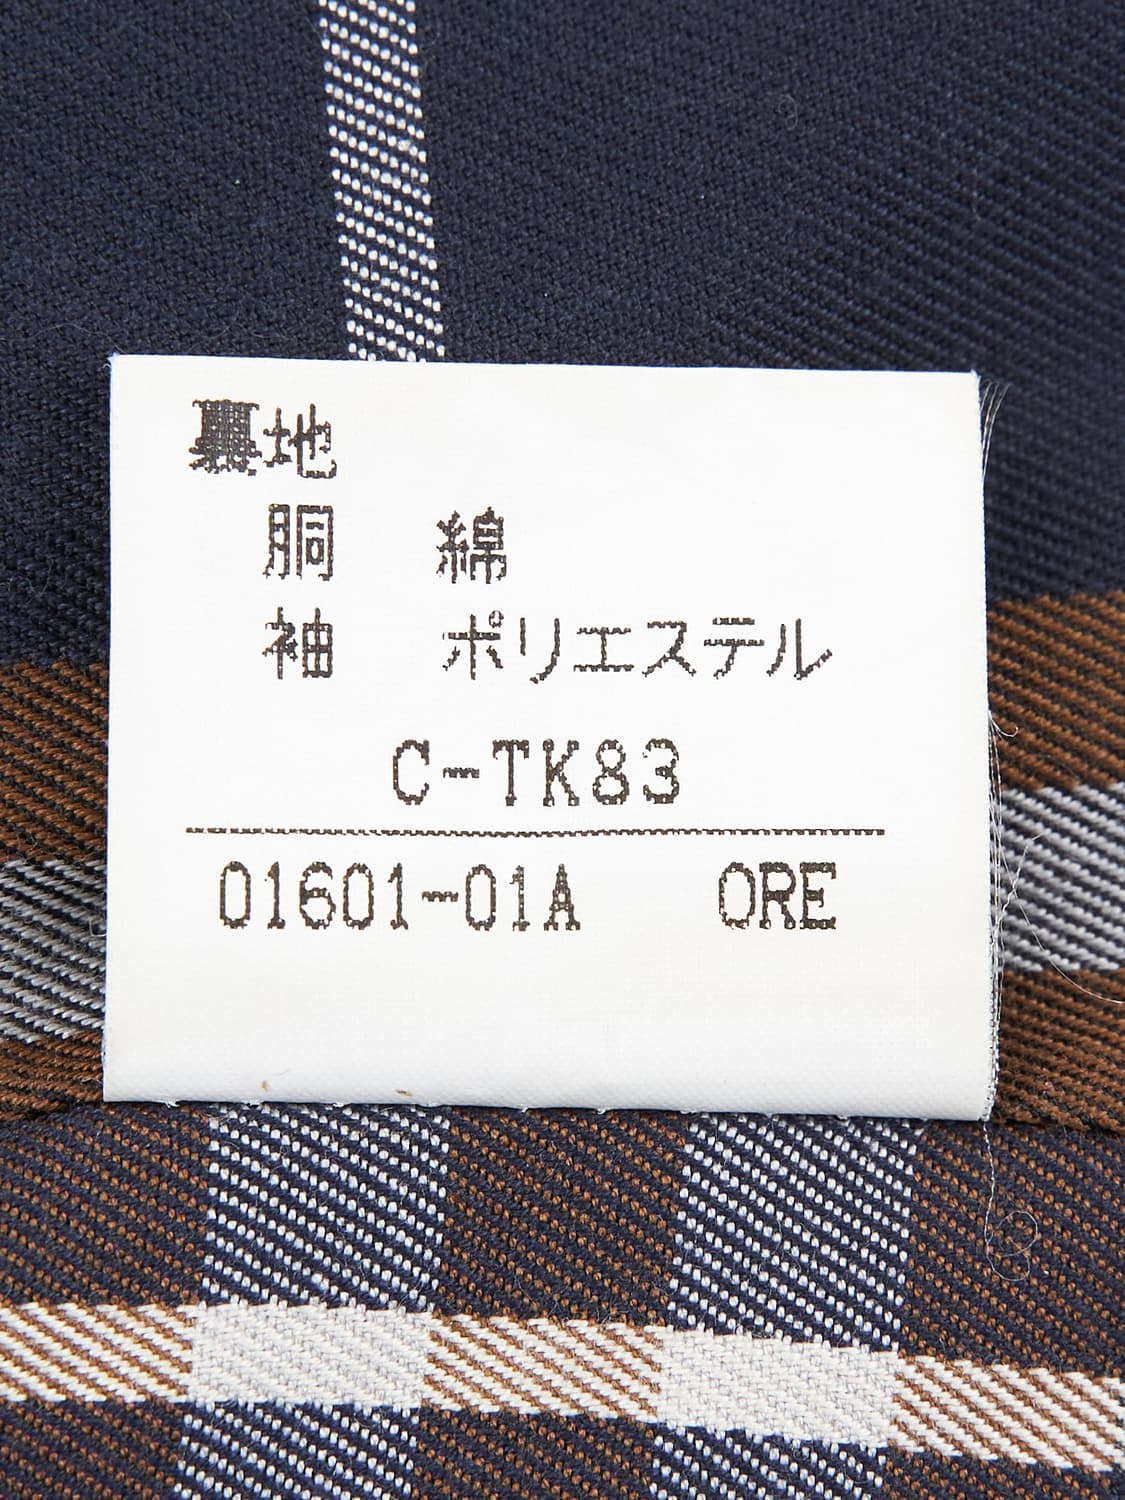 裏地
胴 綿
袖 ポリエステル
C-TK83
01601-01A ORE